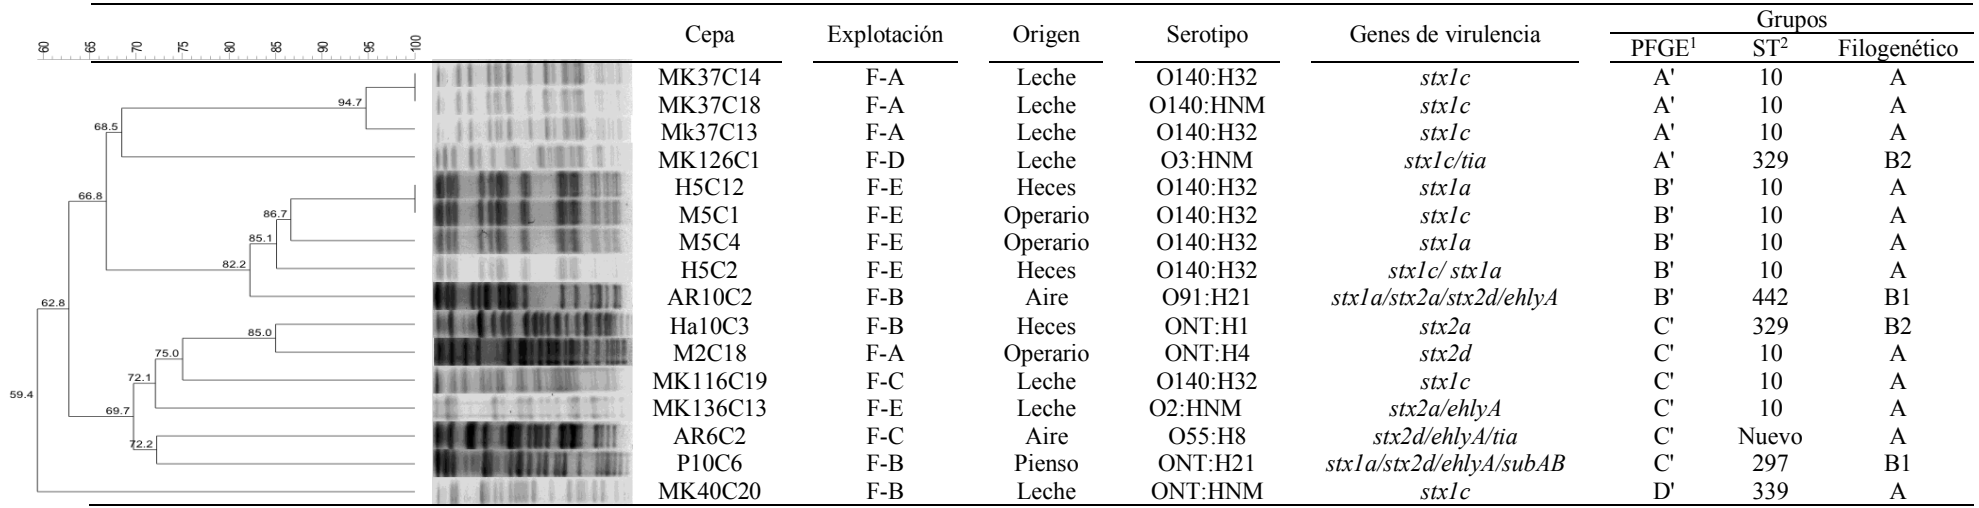 Grupos
Cepa Explotación Origen Serotipo Genes de virulencia PFGE¹ ST² Filogenético
60 65 70 75 80 85 90 95 100
MK37C14 F-A Leche O140:H32 stx1c A' 10 A
94.7 MK37C18 F-A Leche O140:HNM stx1c A' 10 A
68.5 Mk37C13 F-A Leche O140:H32 stx1c A' 10 A
MK126C1 F-D Leche O3:HNM stx1c/tia A' 329 B2
66.8 H5C12 F-E Heces O140:H32 stx1a B' 10 A
86.7 M5C1 F-E Operario O140:H32 stx1c B' 10 A
85.1 M5C4 F-E Operario O140:H32 stx1a B' 10 A
82.2 H5C2 F-E Heces O140:H32 stx1c/ stx1a B' 10 A
62.8 AR10C2 F-B Aire O91:H21 stx1a/stx2a/stx2d/ehlyA B' 442 B1
85.0 Ha10C3 F-B Heces ONT:H1 stx2a C' 329 B2
75.0 M2C18 F-A Operario ONT:H4 stx2d C' 10 A
72.1 MK116C19 F-C Leche O140:H32 stx1c C' 10 A
59.4 69.7 MK136C13 F-E Leche O2:HNM stx2a/ehlyA C' 10 A
72.2 AR6C2 F-C Aire O55:H8 stx2d/ehlyA/tia C' Nuevo A
P10C6 F-B Pienso ONT:H21 stx1a/stx2d/ehlyA/subAB C' 297 B1
MK40C20 F-B Leche ONT:HNM stx1c D' 339 A